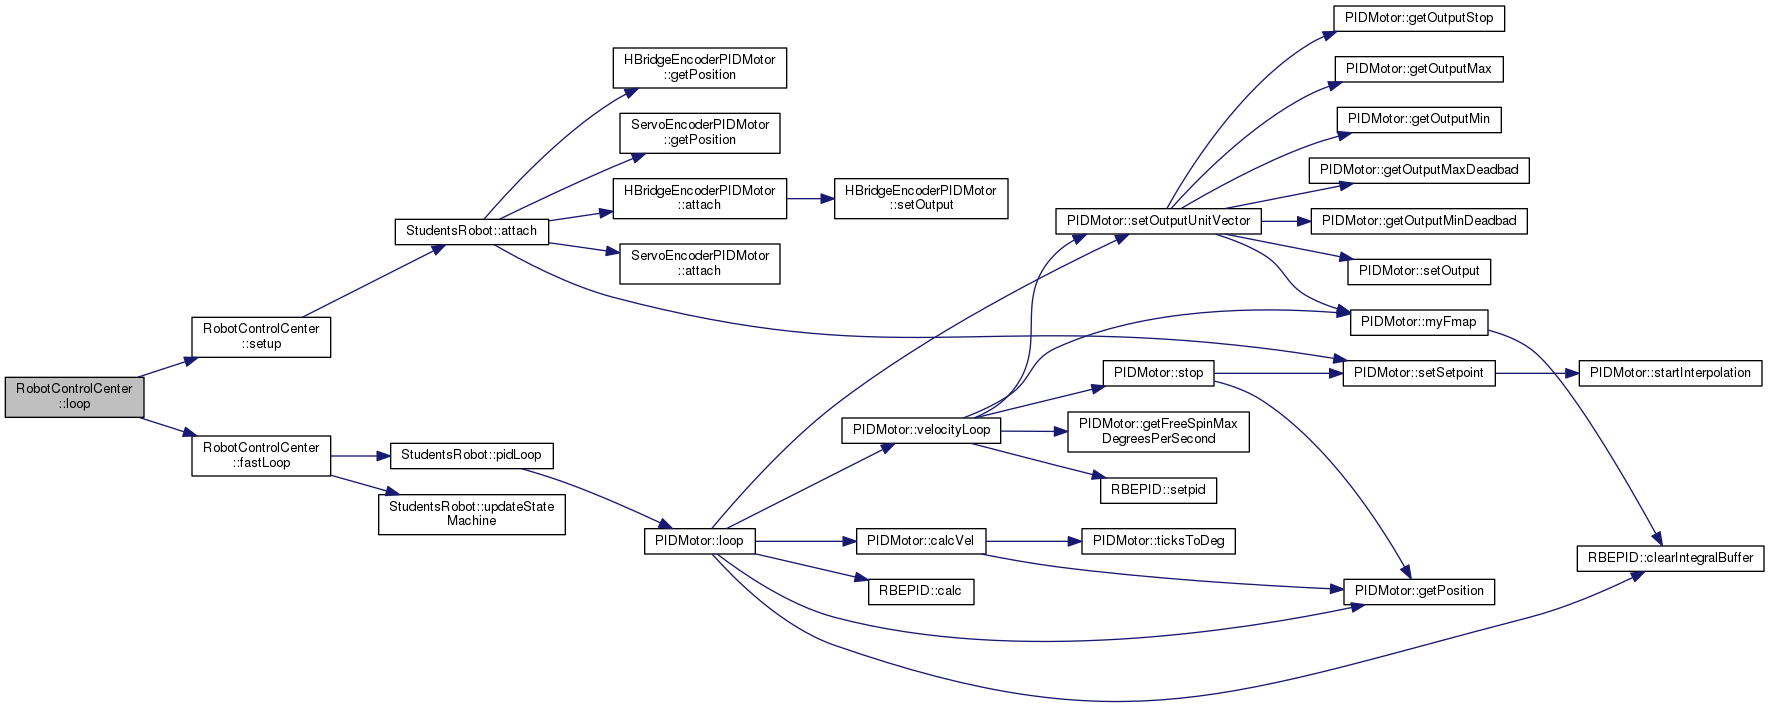 RobotControlCenter
::loop
RobotControlCenter
::setup
RobotControlCenter
::fastLoop
StudentsRobot::attach
StudentsRobot::pidLoop
StudentsRobot::updateState
Machine
HBridgeEncoderPIDMotor
::getPosition
ServoEncoderPIDMotor
::getPosition
HBridgeEncoderPIDMotor
::attach
ServoEncoderPIDMotor
::attach
HBridgeEncoderPIDMotor
::setOutput
PIDMotor::loop
PIDMotor::velocityLoop
PIDMotor::calcVel
RBEPID::calc
PIDMotor::setOutputUnitVector
PIDMotor::stop
PIDMotor::getFreeSpinMax
DegreesPerSecond
RBEPID::setpid
PIDMotor::ticksToDeg
PIDMotor::getOutputStop
PIDMotor::getOutputMax
PIDMotor::getOutputMin
PIDMotor::getOutputMaxDeadbad
PIDMotor::getOutputMinDeadbad
PIDMotor::setOutput
PIDMotor::myFmap
PIDMotor::setSetpoint
PIDMotor::getPosition
PIDMotor::startInterpolation
RBEPID::clearIntegralBuffer